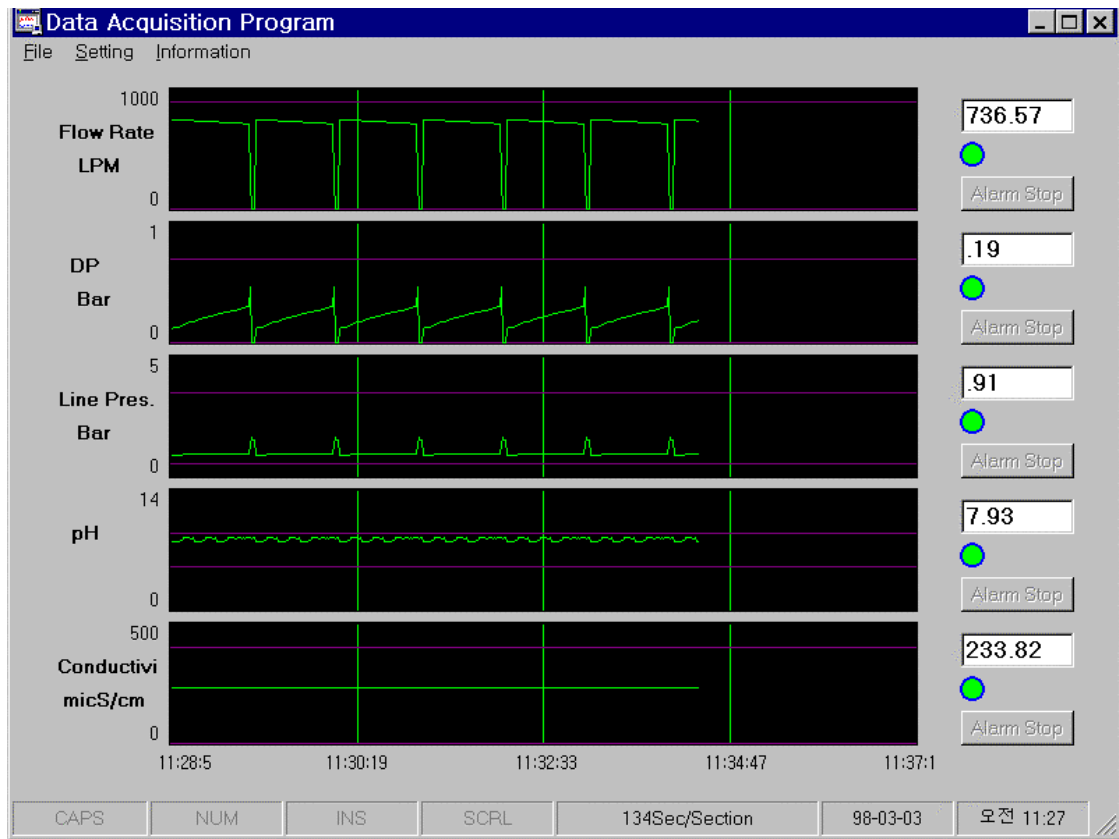 Data Acquisition Program
File Setting Information
1000
Flow Rate
LPM
0
736.57
Alarm Stop
1
DP
Bar
0
.19
Alarm Stop
5
Line Pres.
Bar
0
.91
Alarm Stop
14
pH
0
7.93
Alarm Stop
500
Conductivi
micS/cm
0
233.82
Alarm Stop
11:28:5 11:30:19 11:32:33 11:34:47 11:37:1
CAPS NUM INS SCRL 134Sec/Section 98-03-03 오전 11:27